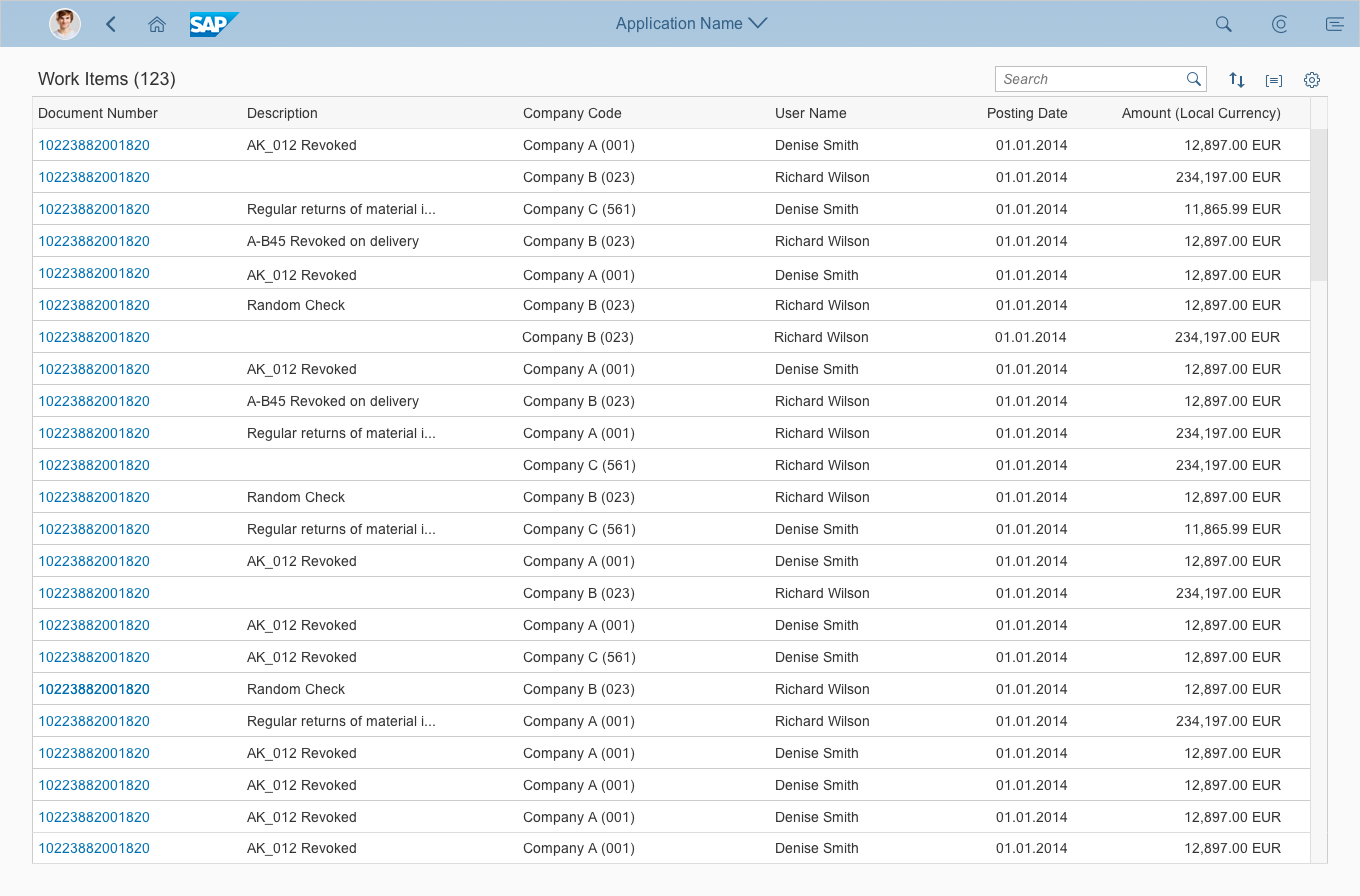 SAP Application Name
Work Items (123) Search
Document Number Description Company Code User Name Posting Date Amount (Local Currency)
10223882001820 AK_012 Revoked Company A (001) Denise Smith 01.01.2014 12,897.00 EUR
10223882001820 Company B (023) Richard Wilson 01.01.2014 234,197.00 EUR
10223882001820 Regular returns of material i... Company C (561) Denise Smith 01.01.2014 11,865.99 EUR
10223882001820 A-B45 Revoked on delivery Company B (023) Richard Wilson 01.01.2014 12,897.00 EUR
10223882001820 AK_012 Revoked Company A (001) Denise Smith 01.01.2014 12,897.00 EUR
10223882001820 Random Check Company B (023) Richard Wilson 01.01.2014 12,897.00 EUR
10223882001820 Company B (023) Richard Wilson 01.01.2014 234,197.00 EUR
10223882001820 AK_012 Revoked Company A (001) Denise Smith 01.01.2014 12,897.00 EUR
10223882001820 A-B45 Revoked on delivery Company B (023) Richard Wilson 01.01.2014 12,897.00 EUR
10223882001820 Regular returns of material i... Company A (001) Richard Wilson 01.01.2014 234,197.00 EUR
10223882001820 Company C (561) Richard Wilson 01.01.2014 234,197.00 EUR
10223882001820 Random Check Company B (023) Richard Wilson 01.01.2014 12,897.00 EUR
10223882001820 Regular returns of material i... Company C (561) Denise Smith 01.01.2014 11,865.99 EUR
10223882001820 AK_012 Revoked Company A (001) Denise Smith 01.01.2014 12,897.00 EUR
10223882001820 Company B (023) Richard Wilson 01.01.2014 234,197.00 EUR
10223882001820 AK_012 Revoked Company A (001) Denise Smith 01.01.2014 12,897.00 EUR
10223882001820 AK_012 Revoked Company C (561) Denise Smith 01.01.2014 12,897.00 EUR
10223882001820 Random Check Company B (023) Richard Wilson 01.01.2014 12,897.00 EUR
10223882001820 Regular returns of material i... Company A (001) Richard Wilson 01.01.2014 234,197.00 EUR
10223882001820 AK_012 Revoked Company A (001) Denise Smith 01.01.2014 12,897.00 EUR
10223882001820 AK_012 Revoked Company A (001) Denise Smith 01.01.2014 12,897.00 EUR
10223882001820 AK_012 Revoked Company A (001) Denise Smith 01.01.2014 12,897.00 EUR
10223882001820 AK_012 Revoked Company A (001) Denise Smith 01.01.2014 12,897.00 EUR